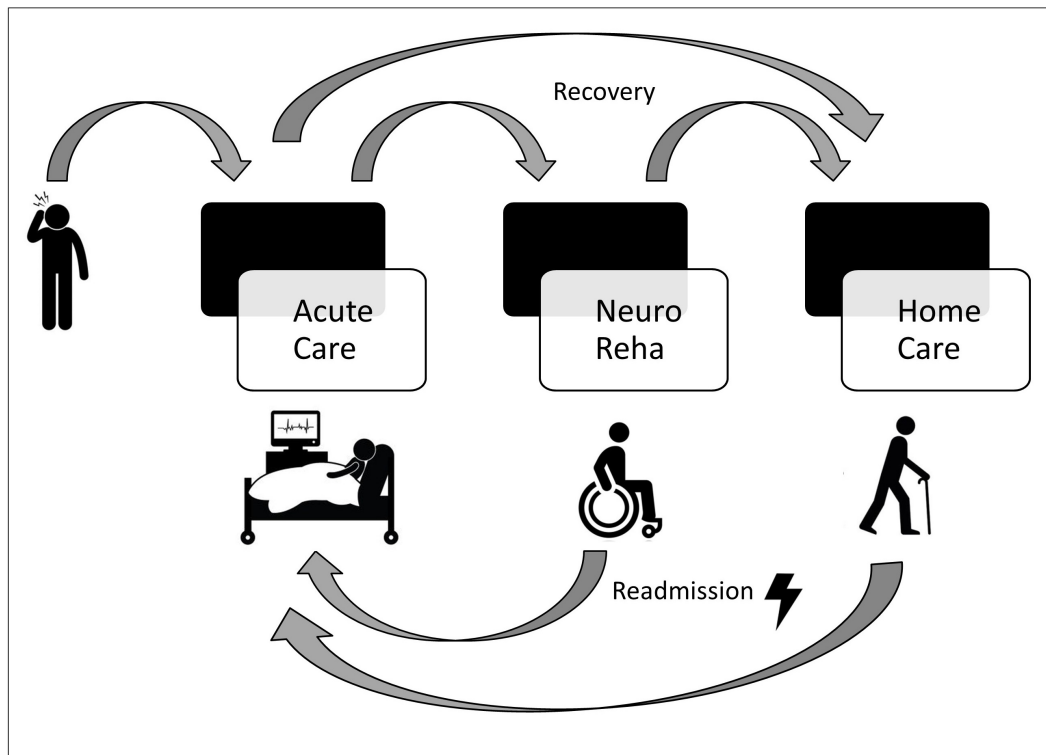 Recovery
Acute
Care
Neuro
Reha
Home
Care
Readmission